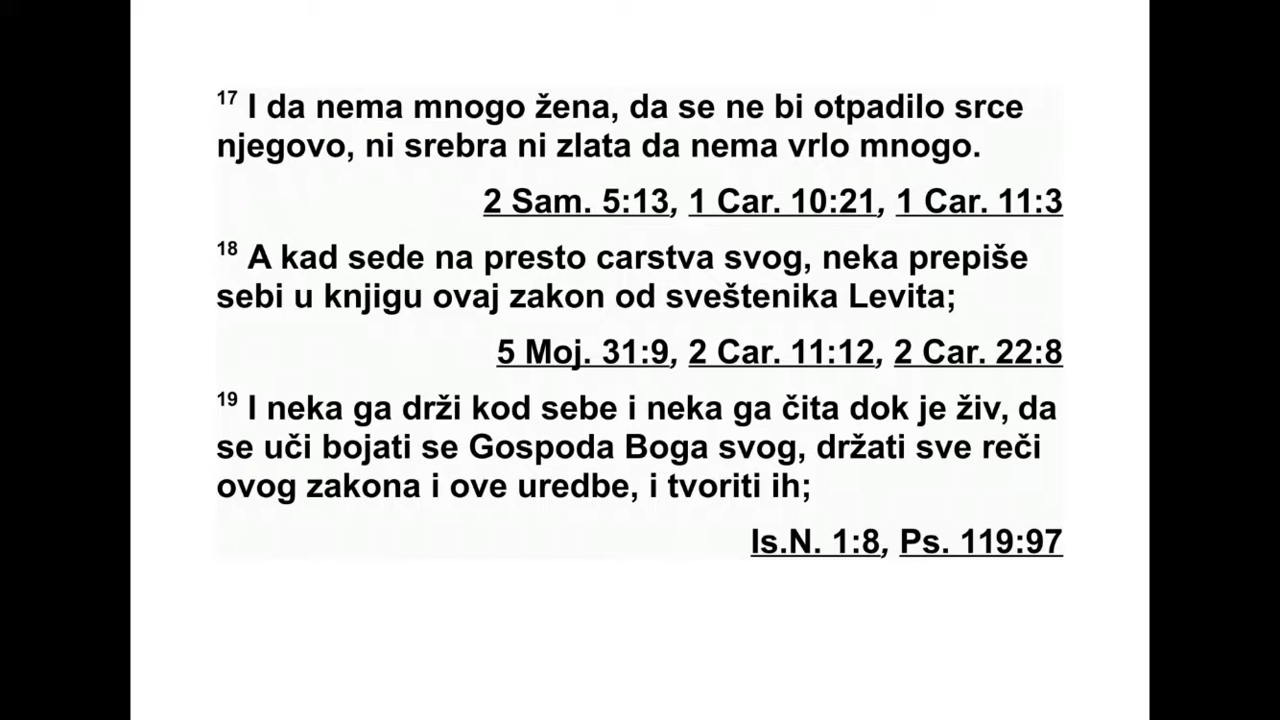 17 I da nema mnogo žena, da se ne bi otpadilo srce
njegovo, ni srebra ni zlata da nema vrlo mnogo.
2 Sam. 5:13, 1 Car. 10:21, 1 Car. 11:3
18 A kad sede na presto carstva svog, neka prepiše
sebi u knjigu ovaj zakon od sveštenika Levita;
5 Moj. 31:9, 2 Car. 11:12, 2 Car. 22:8
19 I neka ga drži kod sebe i neka ga čita dok je živ, da
se uči bojati se Gospoda Boga svog, držati sve reči
ovog zakona i ove uredbe, i tvoriti ih;
Is.N. 1:8, Ps. 119:97